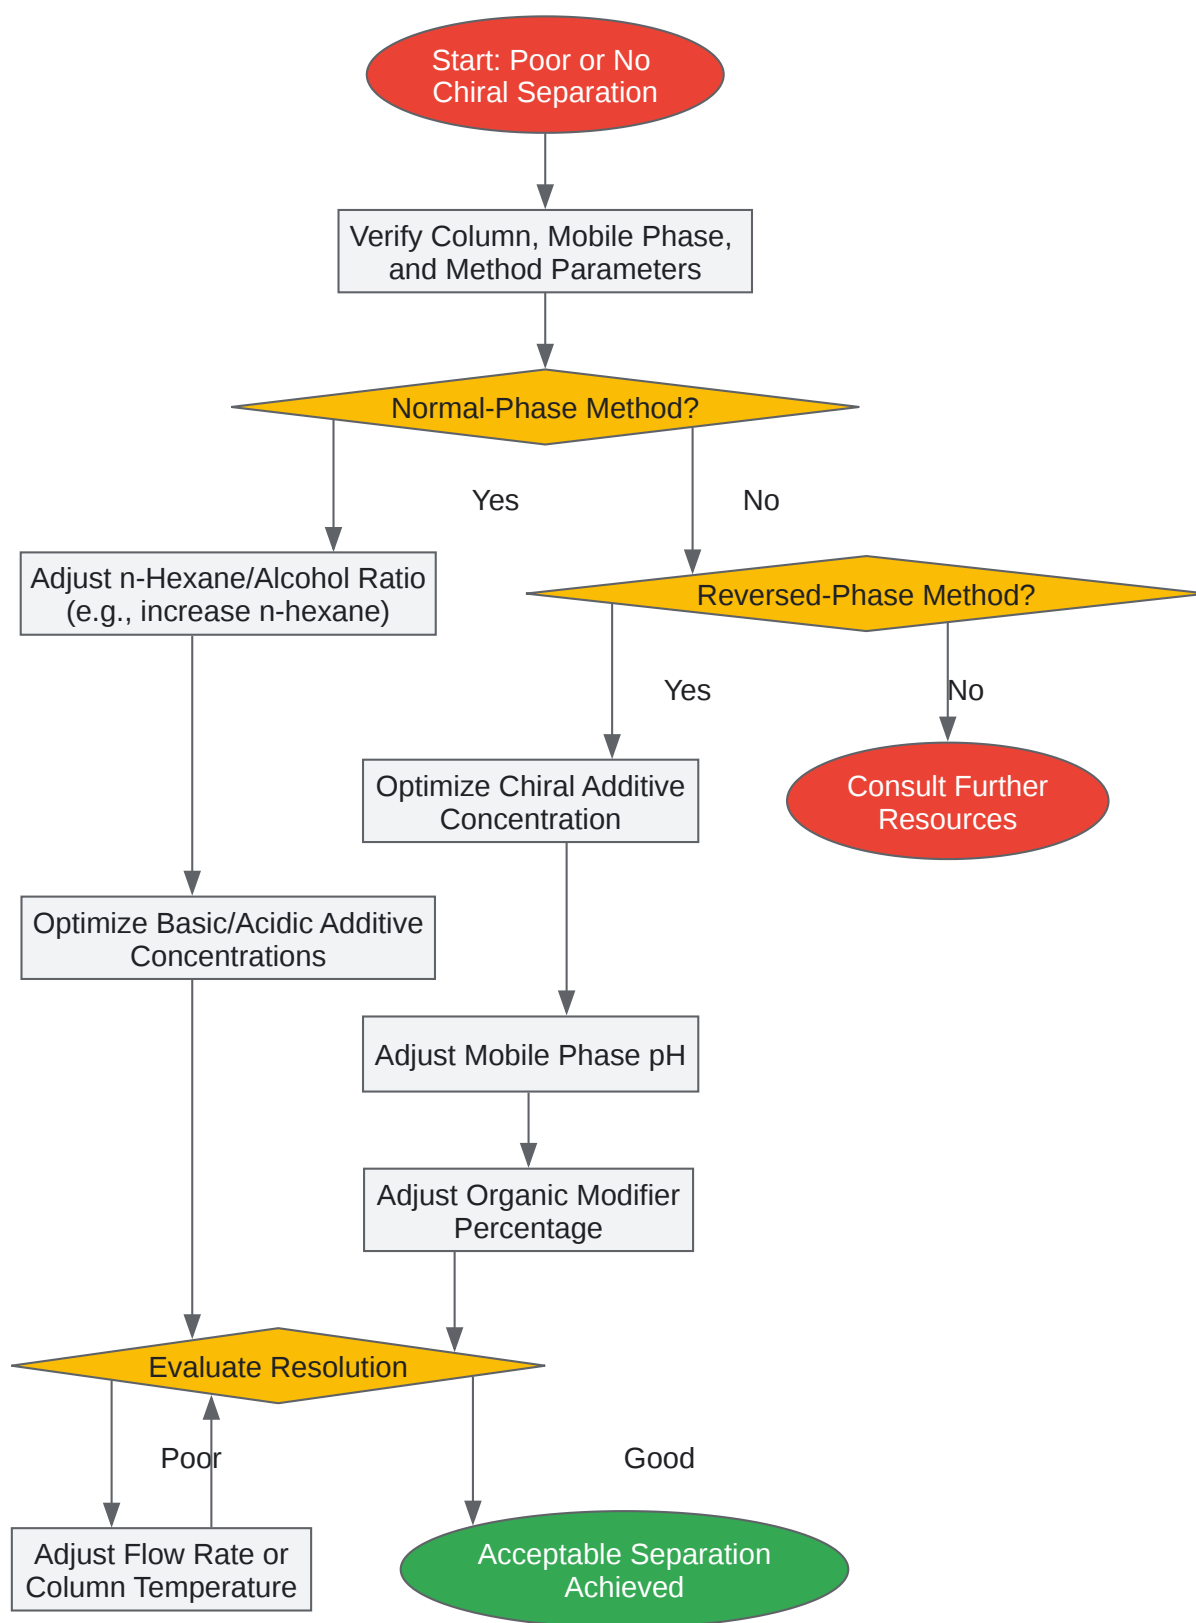 Start: Poor or No
Chiral Separation
Verify Column, Mobile Phase,
and Method Parameters
Normal-Phase Method?
Yes
No
Adjust n-Hexane/Alcohol Ratio
(e.g., increase n-hexane)
Reversed-Phase Method?
Yes
No
Optimize Chiral Additive
Concentration
Consult Further
Resources
Optimize Basic/Acidic Additive
Concentrations
Adjust Mobile Phase pH
Adjust Organic Modifier
Percentage
Evaluate Resolution
Poor
Good
Adjust Flow Rate or
Column Temperature
Acceptable Separation
Achieved